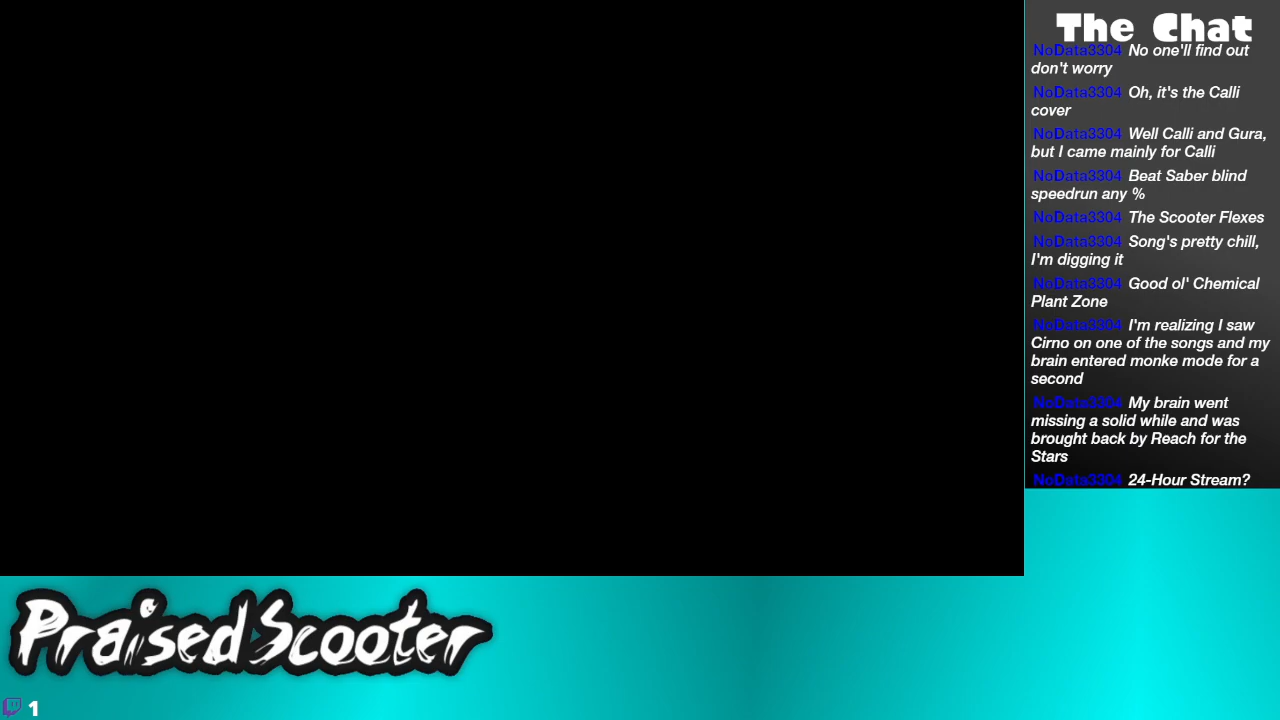 The Chat
NoData3304 No one'll find out
don't worry
NoData3304 Oh, it's the Calli
cover
NoData3304 Well Calli and Gura,
but I came mainly for Calli
NoData3304 Beat Saber blind
speedrun any %
NoData3304 The Scooter Flexes
NoData3304 Song's pretty chill,
I'm digging it
NoData3304 Good ol' Chemical
Plant Zone
NoData3304 I'm realizing I saw
Cirno on one of the songs and my
brain entered monke mode for a
second
NoData3304 My brain went
missing a solid while and was
brought back by Reach for the
Stars
NoData3304 24-Hour Stream?
PraisedScooter
1